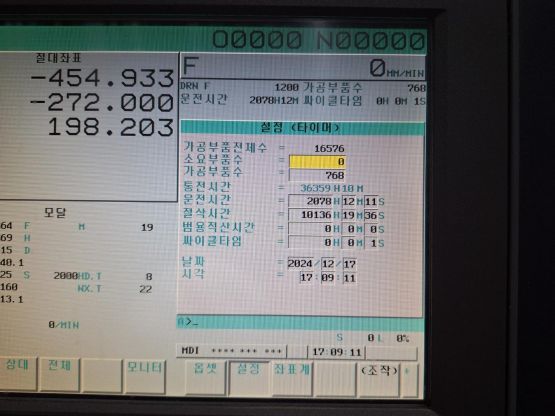 O0000 N00000
절대좌표
-454.933
-272.000
198.203
F 0MM/MIN
DRN F 1200 가공부품수 768
운전시간 2078H12M 싸이클타임 0H 0M 1S
설정 (타이머)
가공부품전체수 = 16576
소요부품수 = 0
가공부품수 = 768
통전시간 = 36359H10M
운전시간 = 2078H12M11S
절삭시간 = 10136H19M36S
범용적산시간 = 0H 0M 0S
싸이클타임 = 0H 0M 1S
날짜 = 2024/12/17
시각 = 17:09:11
모달
64 F M 19
69 H
15 D
40.1
25 S 2000HD.T 8
160 NX.T 22
13.1
0/MIN
A>_
S 0 L 0%
MDI **** *** *** 17:09:11
상대 전체 모니터 옵셋 설정 좌표계 (조작) +